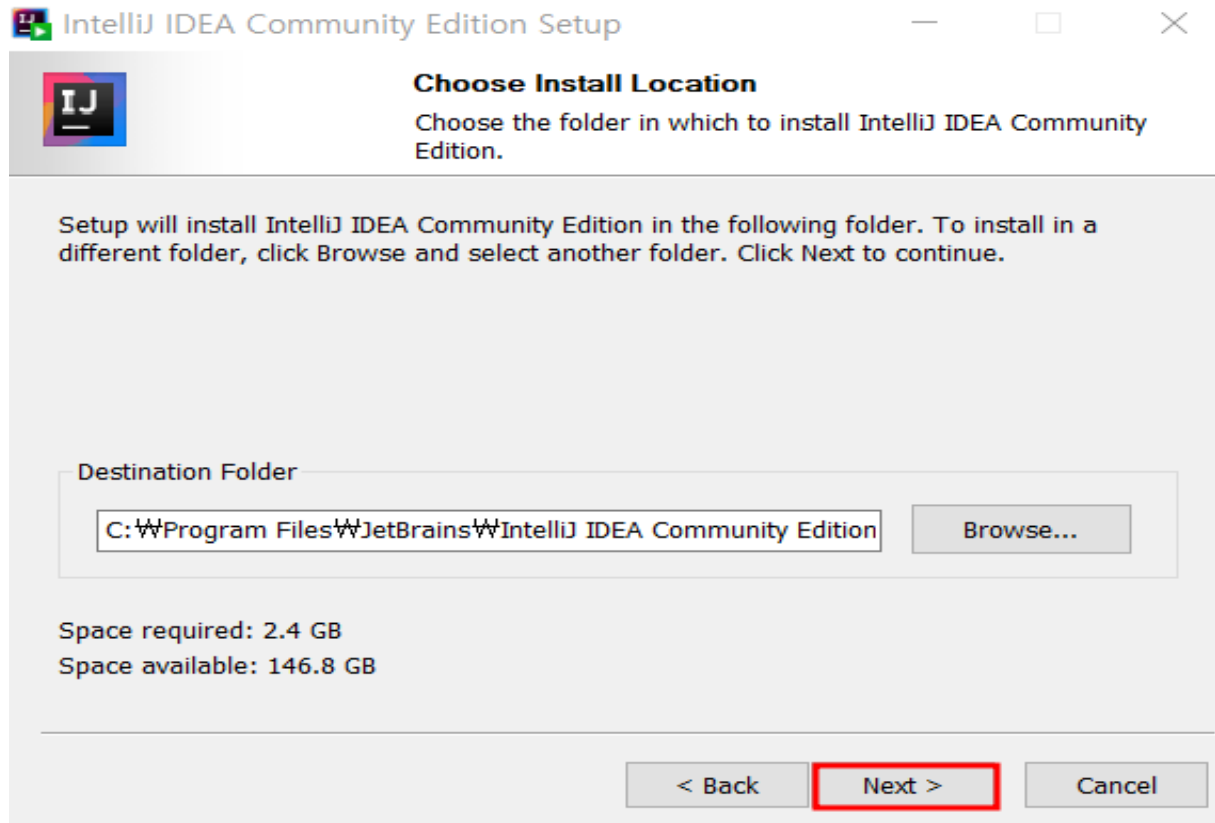 IntelliJ IDEA Community Edition Setup
IJ
Choose Install Location
Choose the folder in which to install IntelliJ IDEA Community
Edition.
Setup will install IntelliJ IDEA Community Edition in the following folder. To install in a
different folder, click Browse and select another folder. Click Next to continue.
Destination Folder
C:₩Program Files₩JetBrains₩IntelliJ IDEA Community Edition
Browse...
Space required: 2.4 GB
Space available: 146.8 GB
< Back
Next >
Cancel